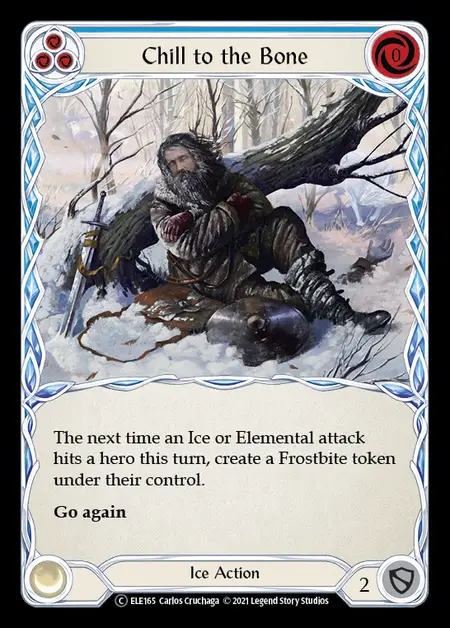 Chill to the Bone
0
The next time an Ice or Elemental attack
hits a hero this turn, create a Frostbite token
under their control.
Go again
Ice Action
2
C ELE165 Carlos Cruchaga © 2021 Legend Story Studios